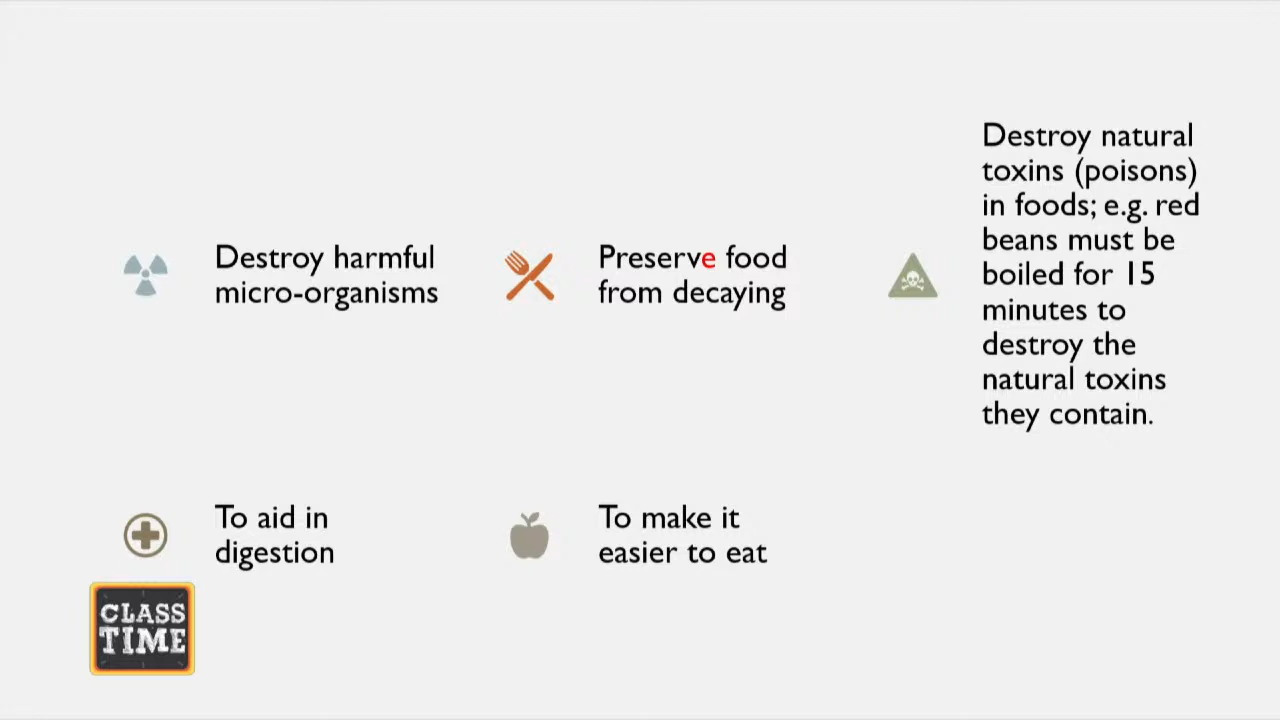 Destroy harmful
micro-organisms
Preserve food
from decaying
Destroy natural
toxins (poisons)
in foods; e.g. red
beans must be
boiled for 15
minutes to
destroy the
natural toxins
they contain.
To aid in
digestion
To make it
easier to eat
CLASS
TIME